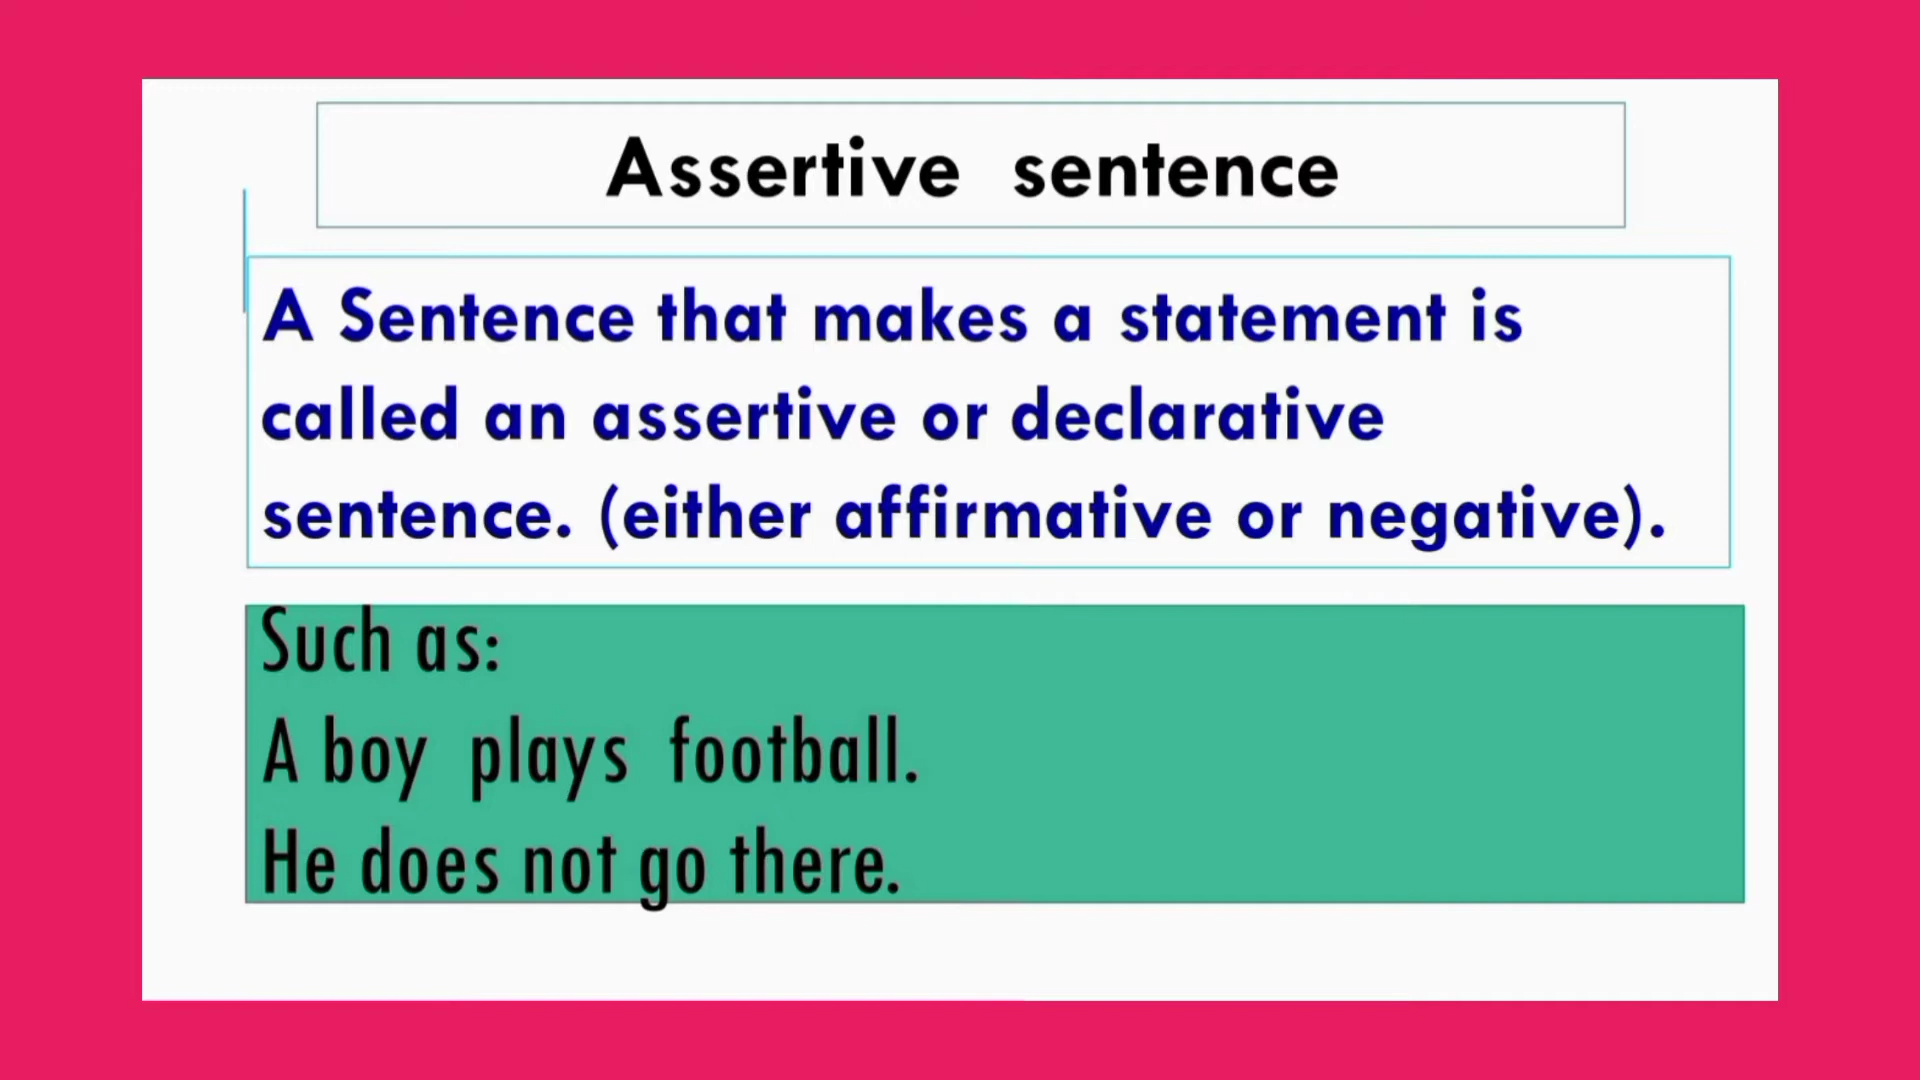 Assertive sentence
A Sentence that makes a statement is
called an assertive or declarative
sentence. (either affirmative or negative).
Such as:
A boy plays football.
He does not go there.